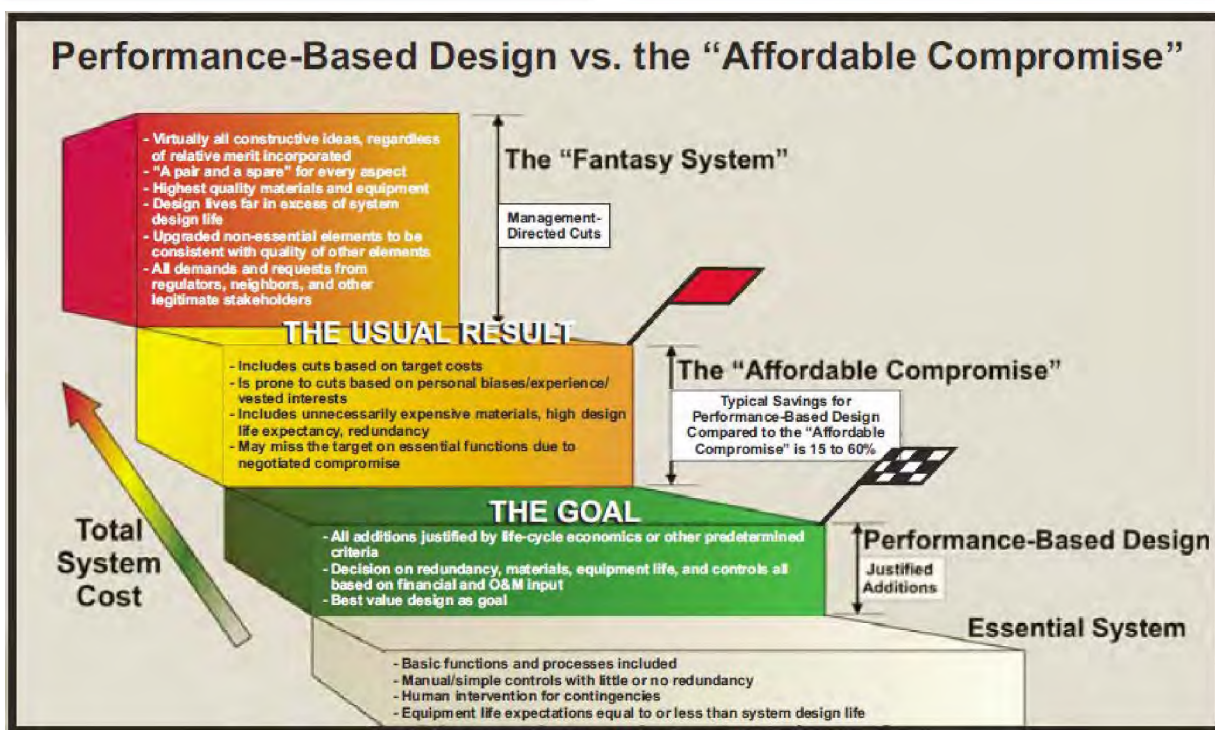 Performance-Based Design vs. the “Affordable Compromise”
- Virtually all constructive ideas, regardless
of relative merit incorporated
- "A pair and a spare" for every aspect
- Highest quality materials and equipment
- Design lives far in excess of system
design life
- Upgraded non-essential elements to be
consistent with quality of other elements
- All demands and requests from
regulators, neighbors, and other
legitimate stakeholders
The “Fantasy System”
Management-
Directed Cuts
THE USUAL RESULT
- Includes cuts based on target costs
- Is prone to cuts based on personal biases/experience/
vested interests
- Includes unnecessarily expensive materials, high design
life expectancy, redundancy
- May miss the target on essential functions due to
negotiated compromise
The “Affordable Compromise”
Typical Savings for
Performance-Based Design
Compared to the “Affordable
Compromise” is 15 to 60%
Total
System
Cost
THE GOAL
- All additions justified by life-cycle economics or other predetermined
criteria
- Decision on redundancy, materials, equipment life, and controls all
based on financial and O&M input
- Best value design as goal
Performance-Based Design
Justified
Additions
Essential System
- Basic functions and processes included
- Manual/simple controls with little or no redundancy
- Human intervention for contingencies
- Equipment life expectations equal to or less than system design life